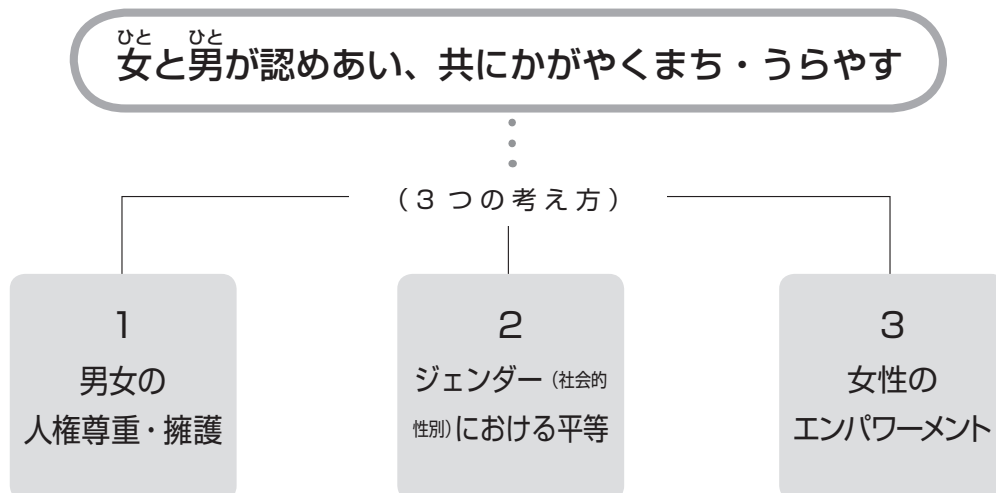 ひと ひと
女と男が認めあい、共にかがやくまち・うらやす
（３つの考え方）
1
男女の
人権尊重・擁護
2
ジェンダー（社会的
性別）における平等
3
女性の
エンパワーメント